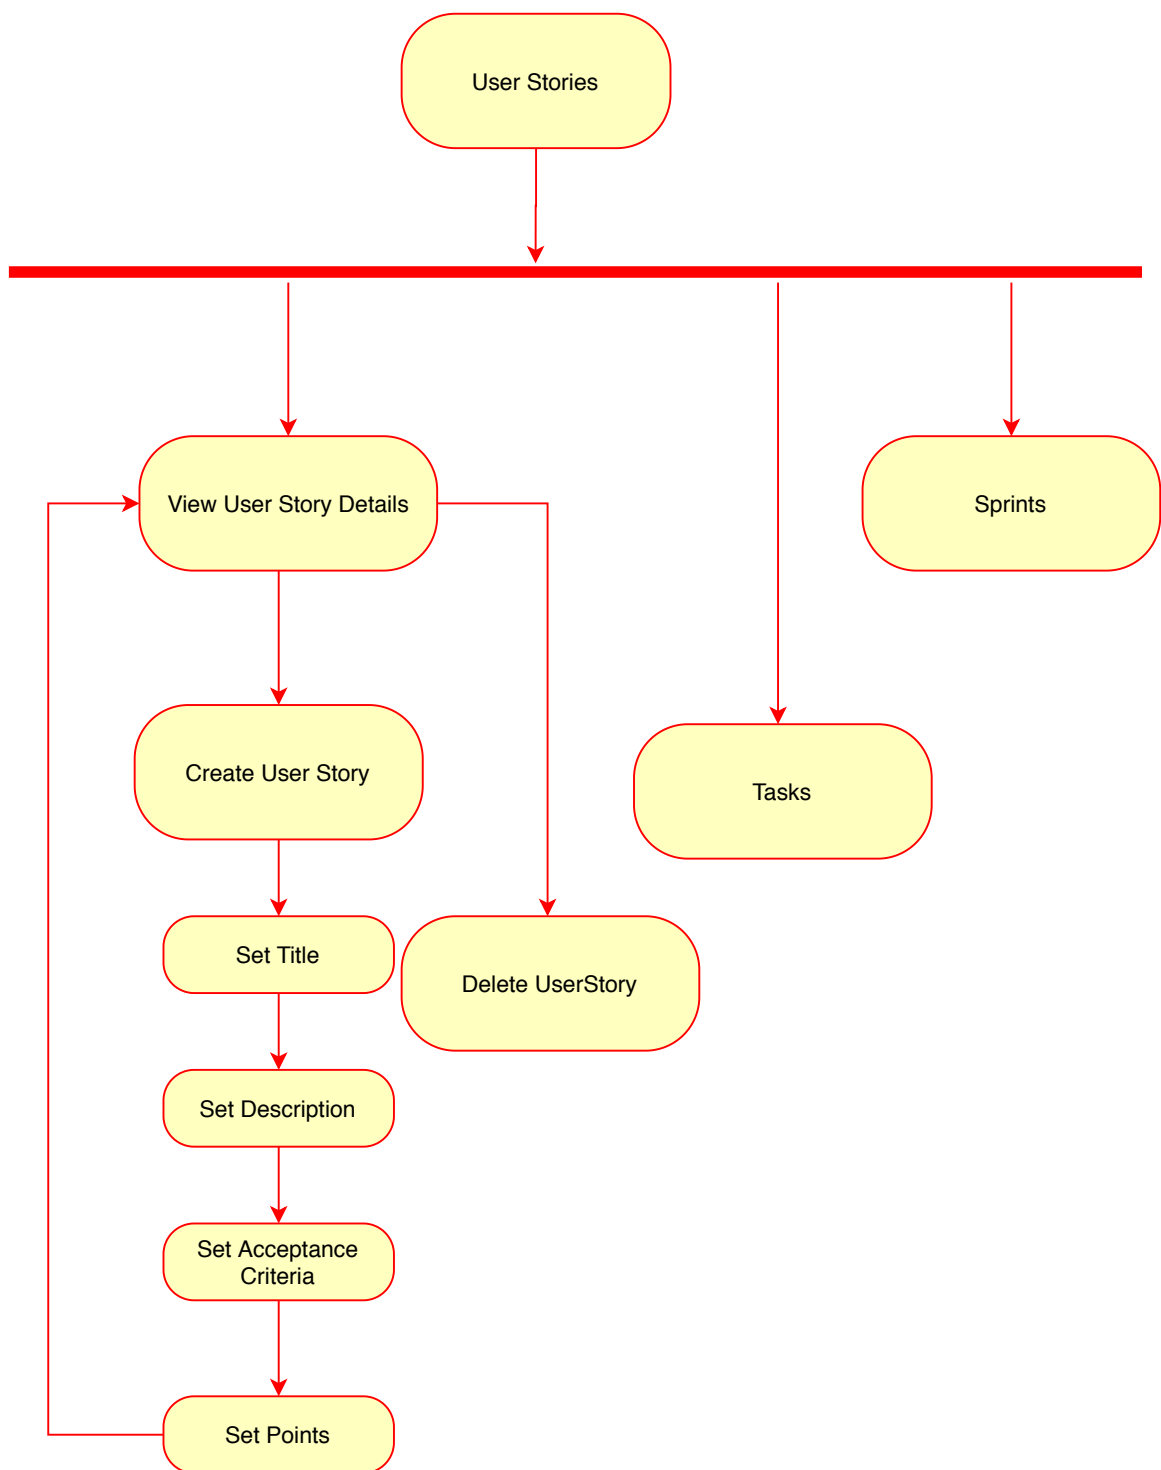 User Stories
View User Story Details
Sprints
Create User Story
Tasks
Set Title
Delete UserStory
Set Description
Set Acceptance
Criteria
Set Points